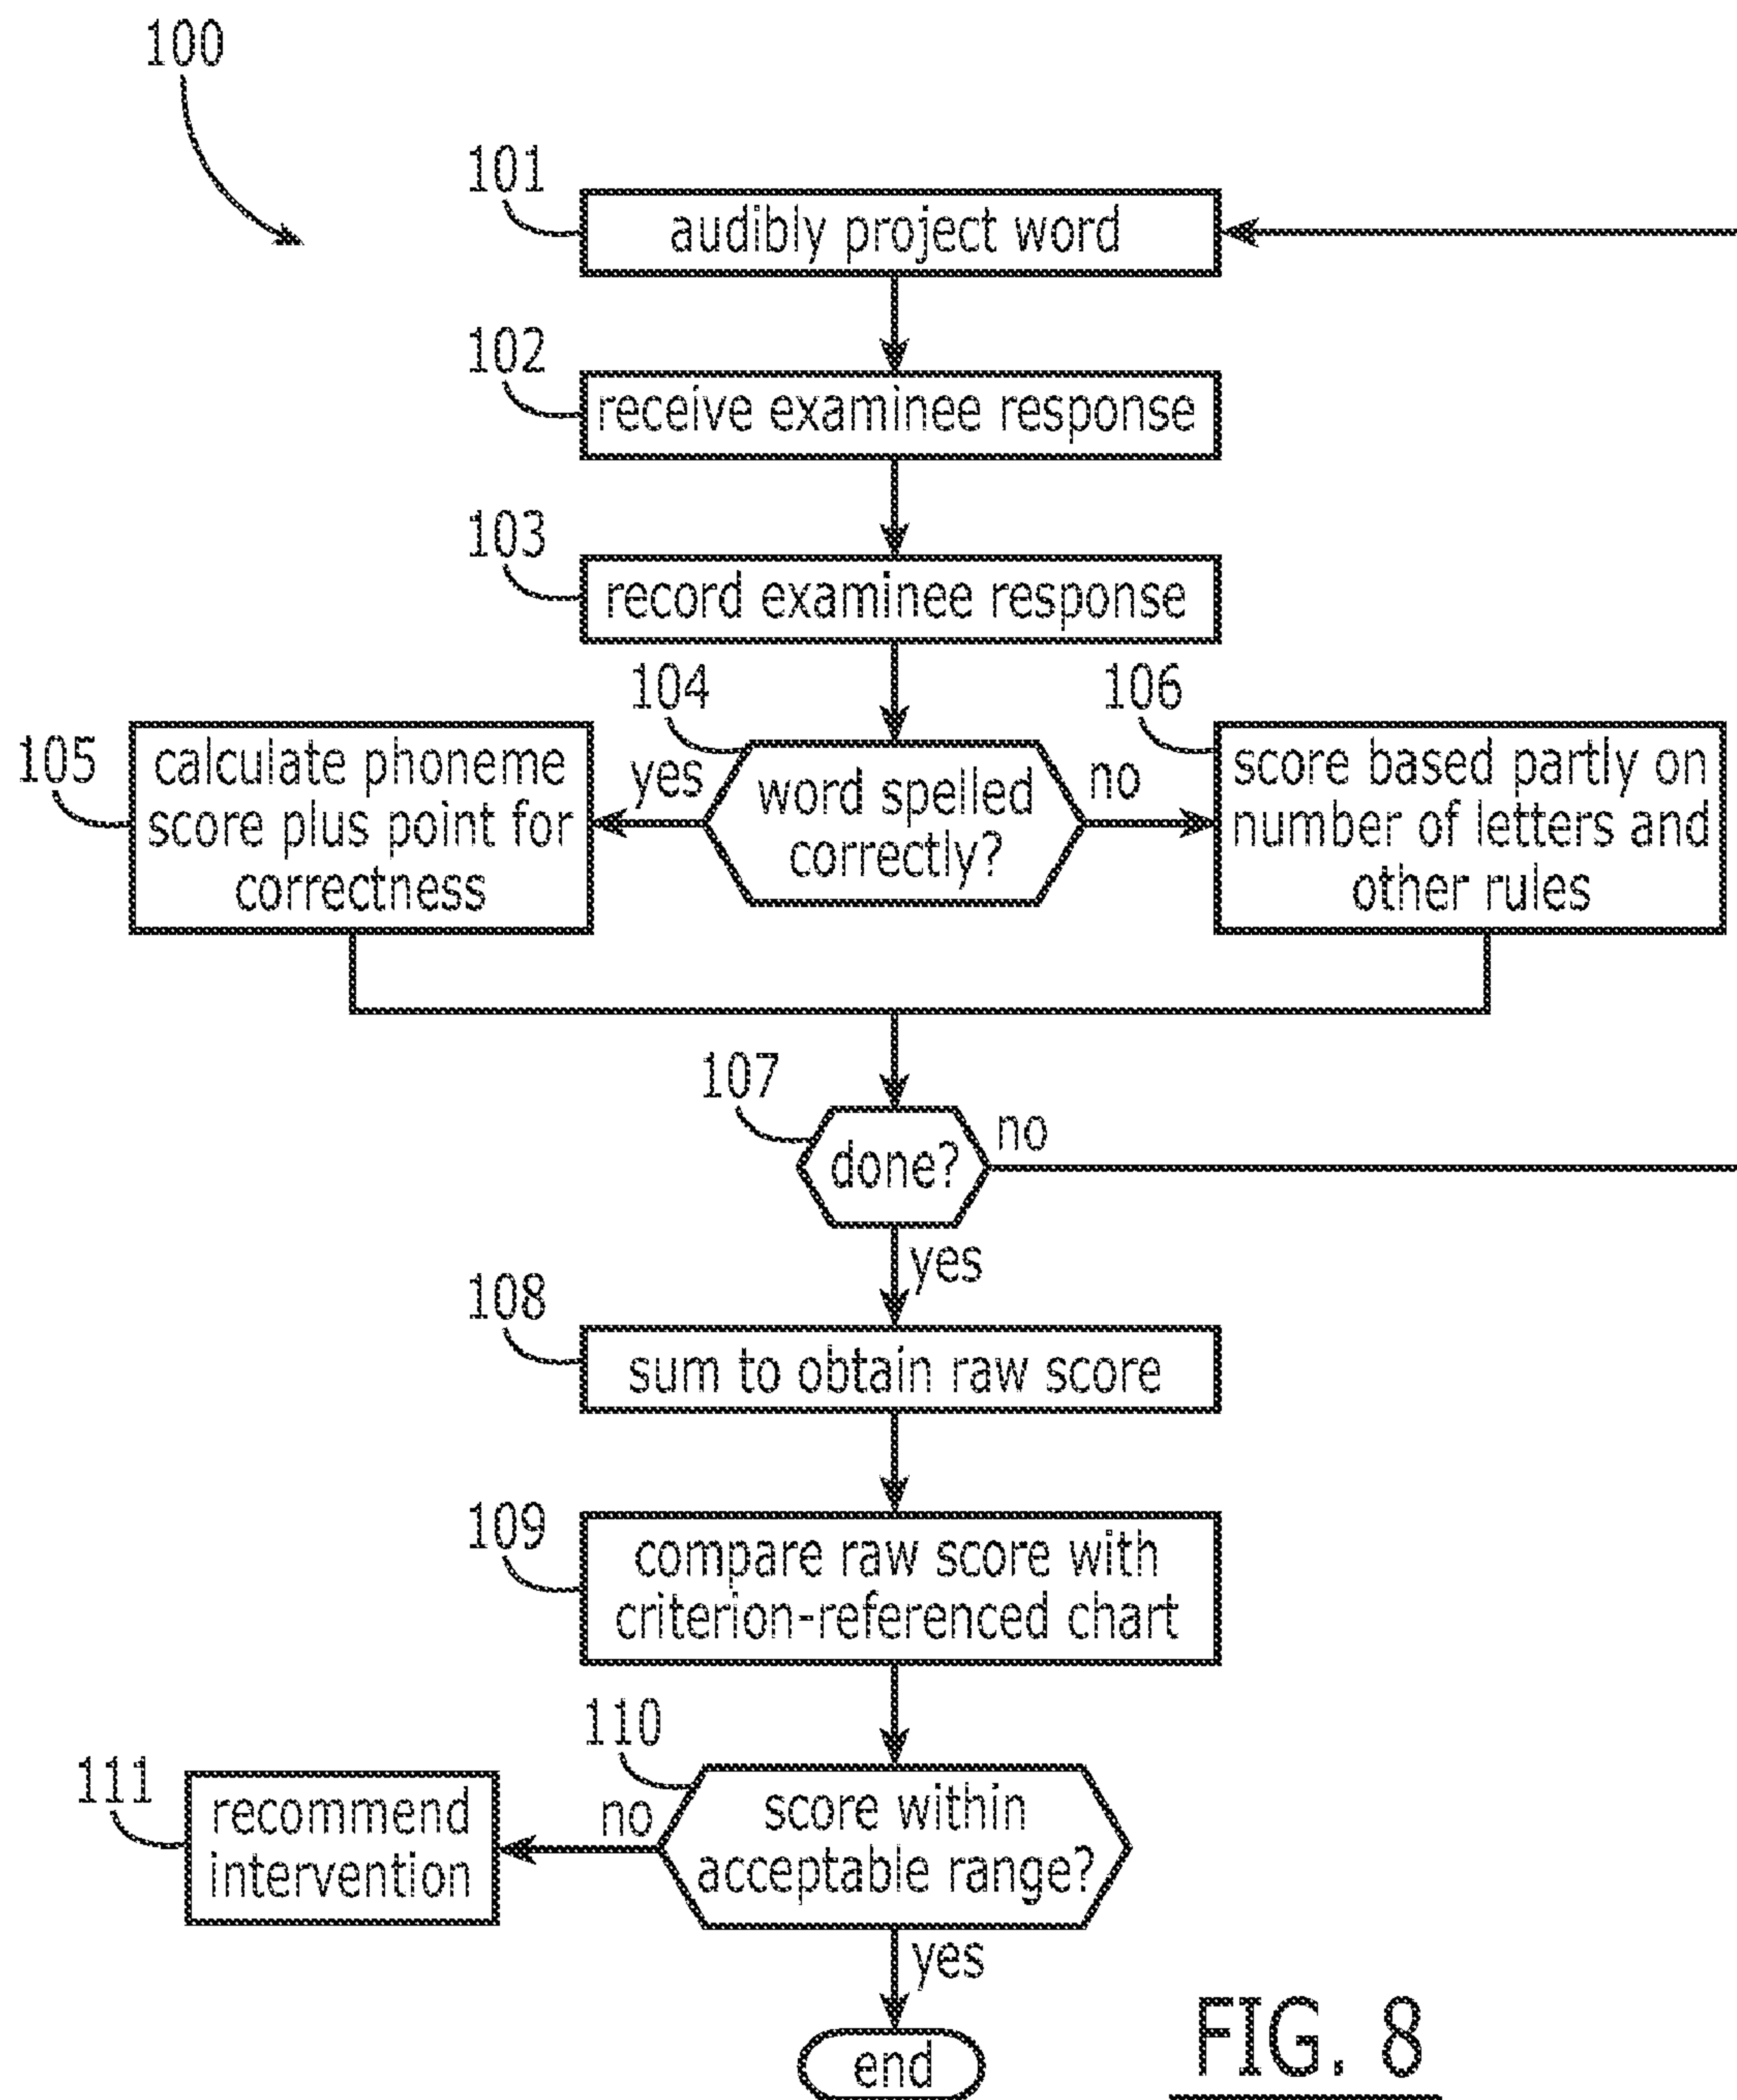 100
101
audibly project word
102
receive examinee response
103
record examinee response
104
106
105
calculate phoneme
score plus point for
correctness
yes
word spelled
correctly?
no
score based partly on
number of letters and
other rules
107
done?
no
yes
108
sum to obtain raw score
109
compare raw score with
criterion-referenced chart
110
111
recommend
intervention
no
score within
acceptable range?
yes
end
FIG. 8